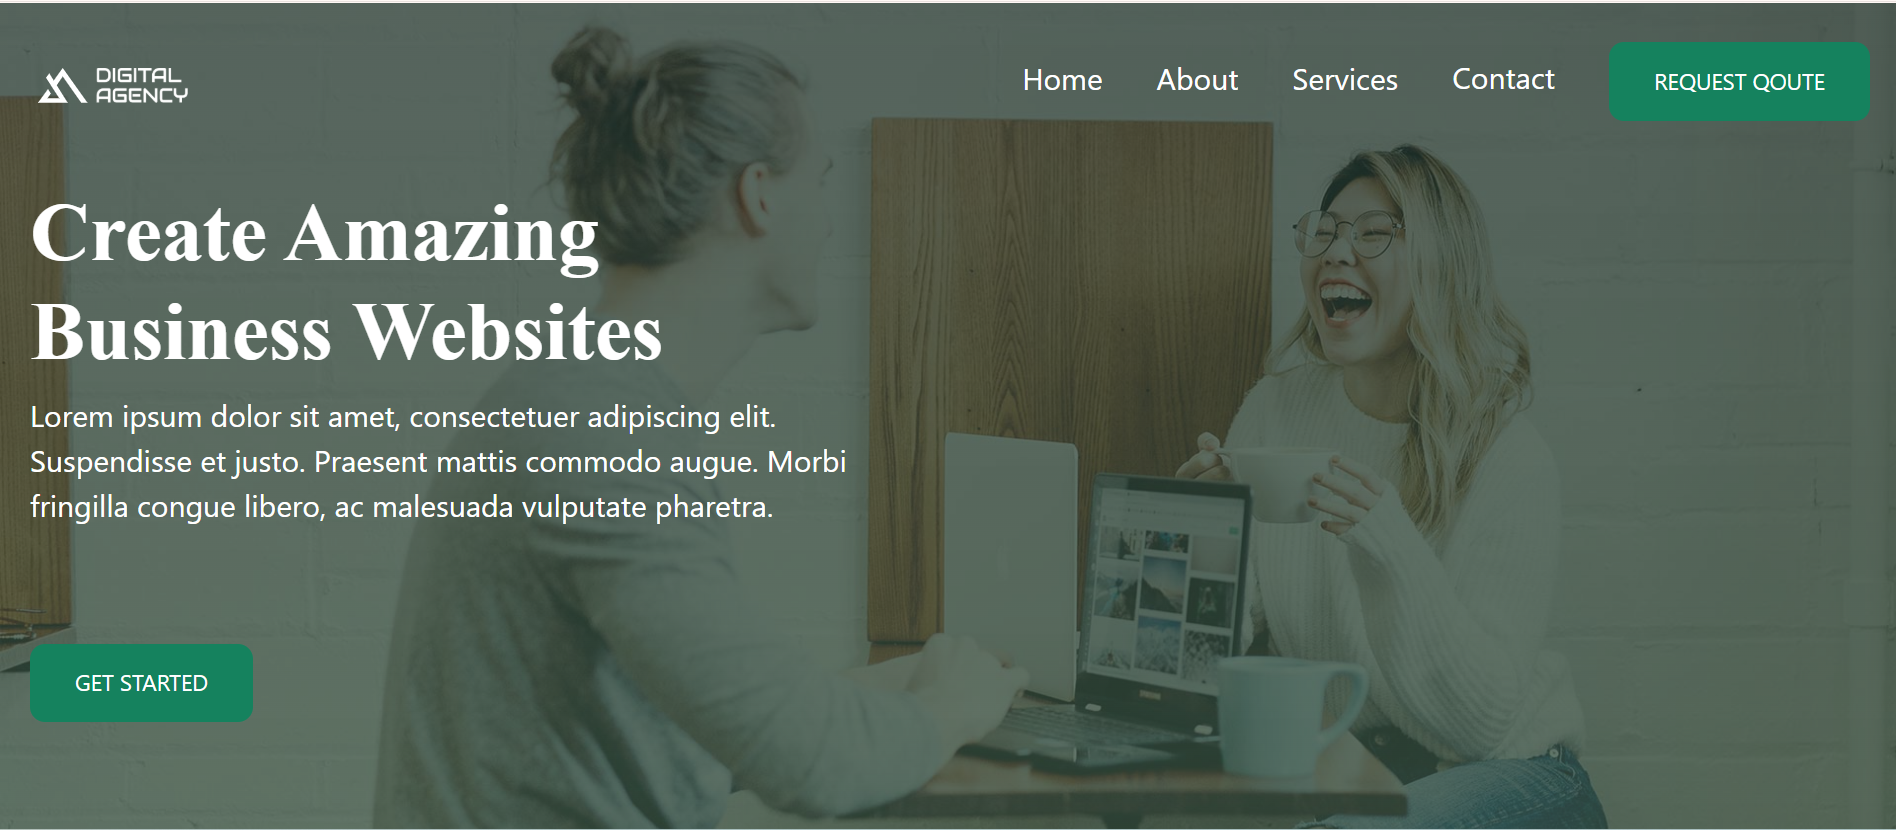 DIGITAL
AGENCY
Home About Services Contact REQUEST QOUTE
Create Amazing
Business Websites
Lorem ipsum dolor sit amet, consectetuer adipiscing elit.
Suspendisse et justo. Praesent mattis commodo augue. Morbi
fringilla congue libero, ac malesuada vulputate pharetra.
GET STARTED